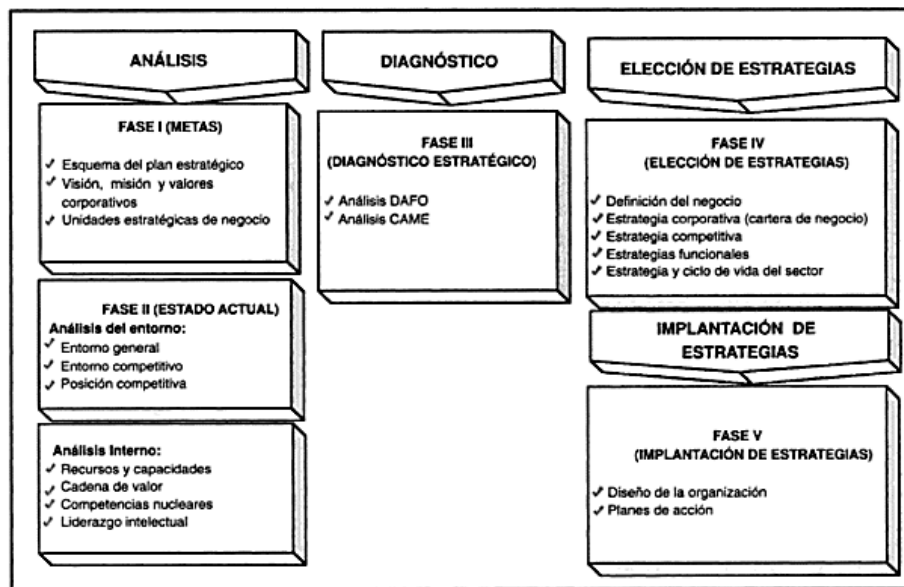 ANÁLISIS
FASE I (METAS)
✓ Esquema del plan estratégico
✓ Visión, misión y valores
corporativos
✓ Unidades estratégicas de negocio
FASE II (ESTADO ACTUAL)
Análisis del entorno:
✓ Entorno general
✓ Entorno competitivo
✓ Posición competitiva
Análisis Interno:
✓ Recursos y capacidades
✓ Cadena de valor
✓ Competencias nucleares
✓ Liderazgo intelectual
DIAGNÓSTICO
FASE III
(DIAGNÓSTICO ESTRATÉGICO)
✓ Análisis DAFO
✓ Análisis CAME
ELECCIÓN DE ESTRATEGIAS
FASE IV
(ELECCIÓN DE ESTRATEGIAS)
✓ Definición del negocio
✓ Estrategia corporativa (cartera de negocio)
✓ Estrategia competitiva
✓ Estrategias funcionales
✓ Estrategia y ciclo de vida del sector
IMPLANTACIÓN DE
ESTRATEGIAS
FASE V
(IMPLANTACIÓN DE ESTRATEGIAS)
✓ Diseño de la organización
✓ Planes de acción